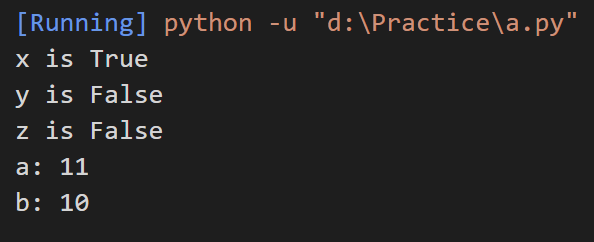 [Running] python -u "d:\Practice\a.py"
x is True
y is False
z is False
a: 11
b: 10